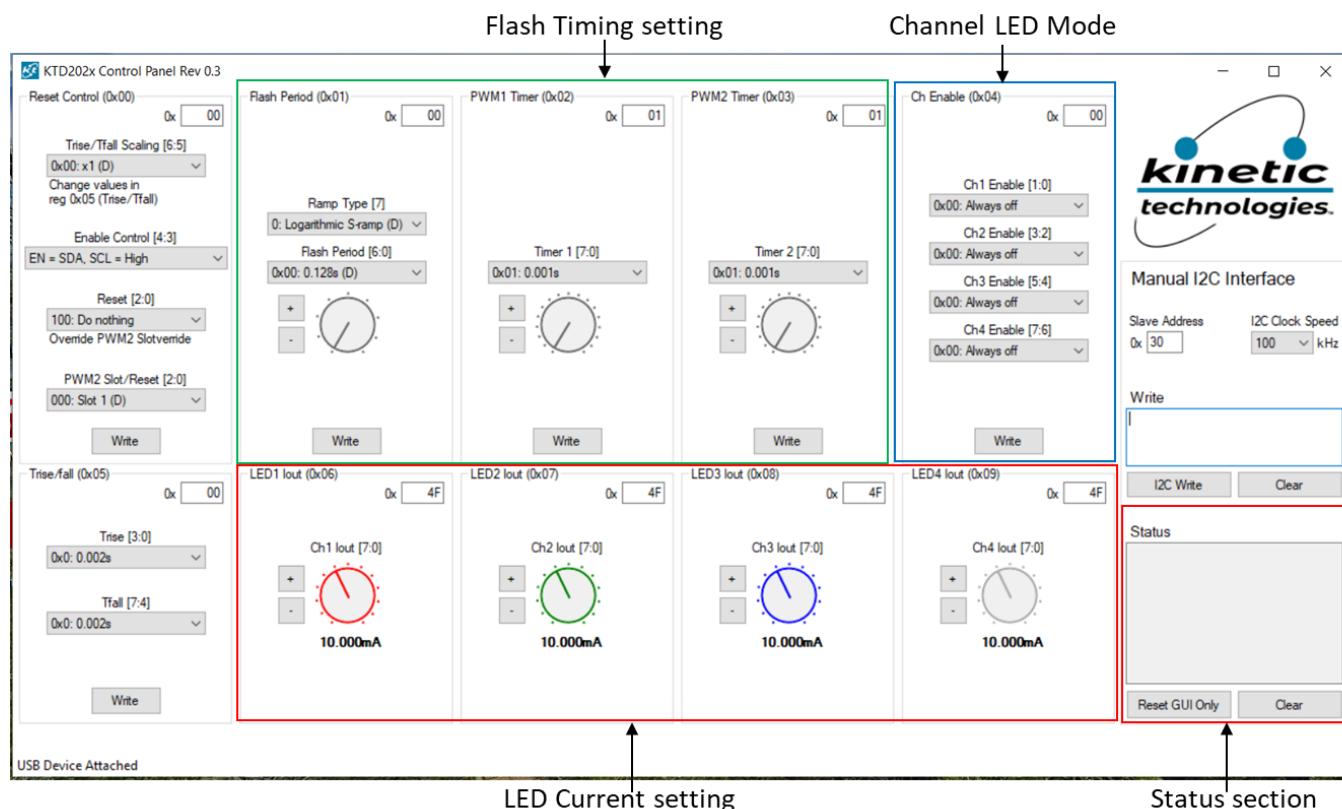 Flash Timing setting
Channel LED Mode
KTD202x Control Panel Rev 0.3
Reset Control (0x00)
0x 00
Trise/Tfall Scaling [6:5]
0x00: x1 (D)
Change values in
reg 0x05 (Trise/Tfall)
Enable Control [4:3]
EN = SDA, SCL = High
Reset [2:0]
100: Do nothing
Override PWM2 Slotverride
PWM2 Slot/Reset [2:0]
000: Slot 1 (D)
Write
Flash Period (0x01)
0x 00
Ramp Type [7]
0: Logarithmic S-ramp (D)
Flash Period [6:0]
0x00: 0.128s (D)
+
-
Write
PWM1 Timer (0x02)
0x 01
Timer 1 [7:0]
0x01: 0.001s
+
-
Write
PWM2 Timer (0x03)
0x 01
Timer 2 [7:0]
0x01: 0.001s
+
-
Write
Ch Enable (0x04)
0x 00
Ch1 Enable [1:0]
0x00: Always off
Ch2 Enable [3:2]
0x00: Always off
Ch3 Enable [5:4]
0x00: Always off
Ch4 Enable [7:6]
0x00: Always off
Write
kinetic
technologies
Manual I2C Interface
Slave Address
0x 30
I2C Clock Speed
100 kHz
Write
I2C Write
Clear
Trise/fall (0x05)
0x 00
Trise [3:0]
0x0: 0.002s
Tfall [7:4]
0x0: 0.002s
Write
LED1 Iout (0x06)
0x 4F
Ch1 Iout [7:0]
+
-
10.000mA
LED2 Iout (0x07)
0x 4F
Ch2 Iout [7:0]
+
-
10.000mA
LED3 Iout (0x08)
0x 4F
Ch3 Iout [7:0]
+
-
10.000mA
LED4 Iout (0x09)
0x 4F
Ch4 Iout [7:0]
+
-
10.000mA
Status
Reset GUI Only
Clear
USB Device Attached
LED Current setting
Status section